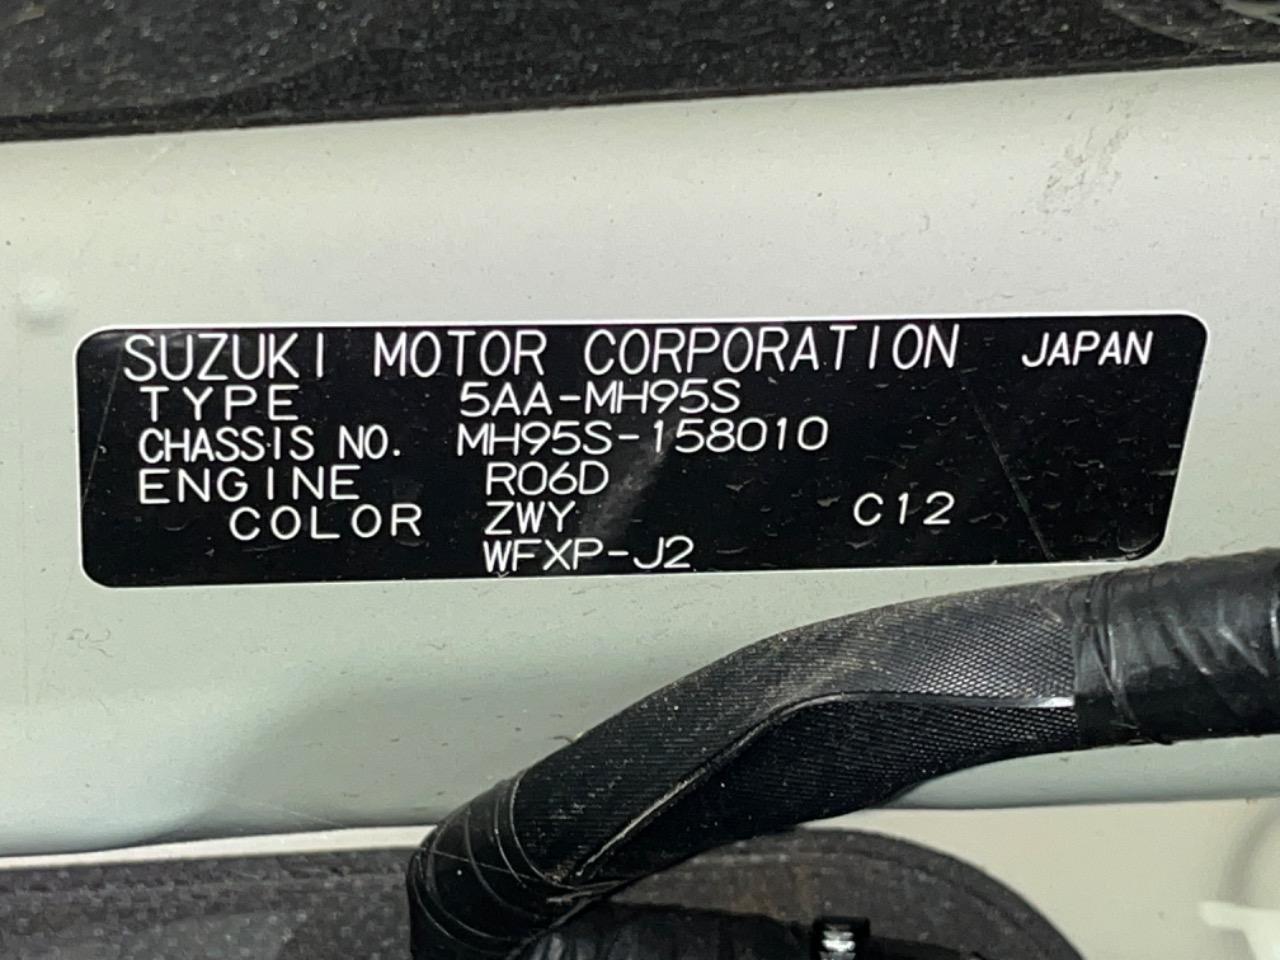 SUZUKI MOTOR CORPORATION JAPAN
TYPE 5AA-MH95S
CHASSIS NO. MH95S-158010
ENGINE R06D
COLOR ZWY C12
WFXP-J2